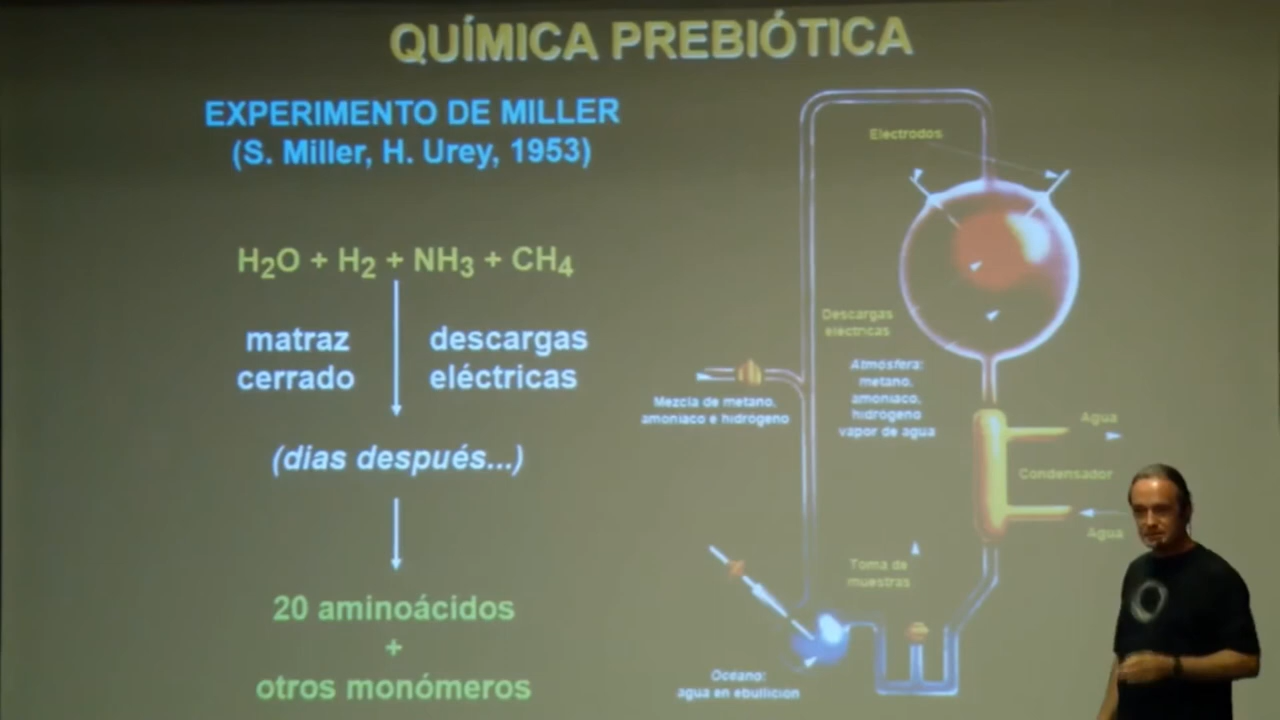 QUÍMICA PREBIÓTICA
EXPERIMENTO DE MILLER
(S. Miller, H. Urey, 1953)
H₂O + H₂ + NH₃ + CH₄
matraz
cerrado
descargas
eléctricas
(dias después...)
20 aminoácidos
+
otros monómeros
Electrodos
Descargas
eléctricas
Atmósfera:
metano,
amoniaco,
hidrógeno
vapor de agua
Mezcla de metano,
amoniaco e hidrógeno
Agua
Condensador
Agua
Toma de
muestras
Océano:
agua en ebullición